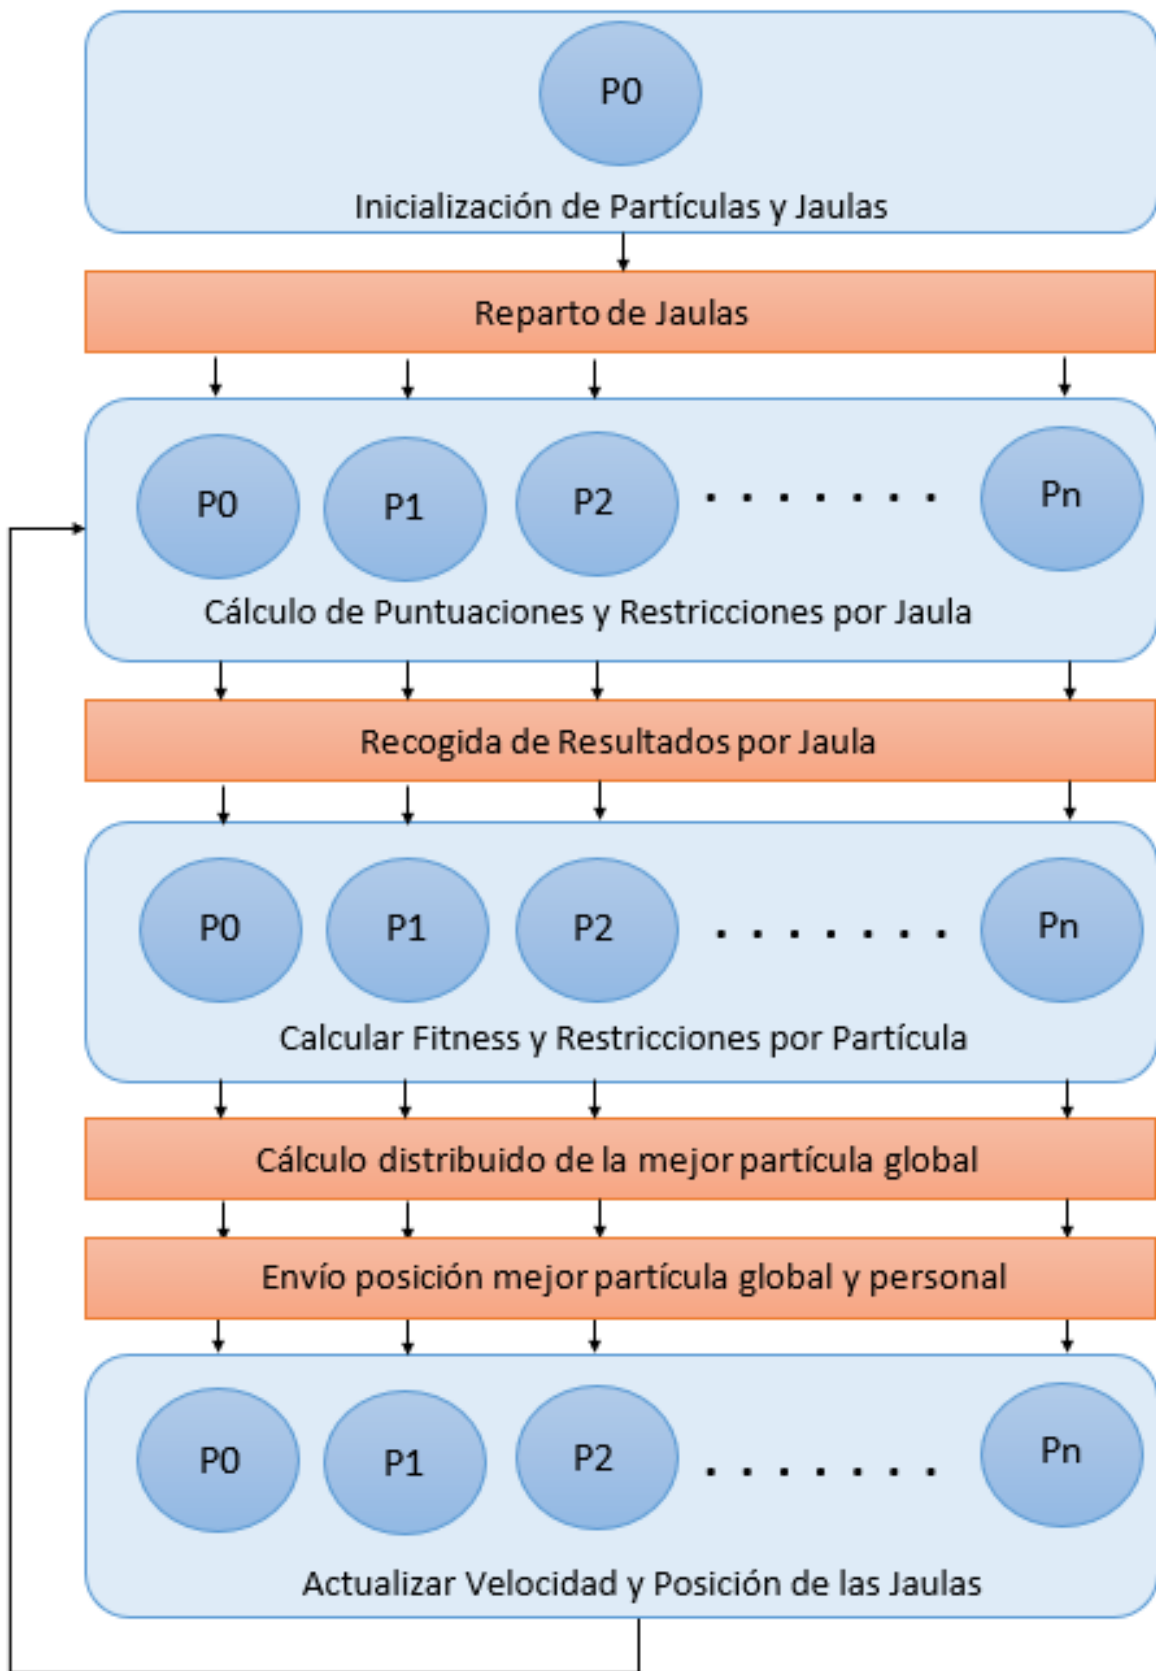 P0
Inicialización de Partículas y Jaulas
Reparto de Jaulas
P0 P1 P2 . . . . . . . Pn
Cálculo de Puntuaciones y Restricciones por Jaula
Recogida de Resultados por Jaula
P0 P1 P2 . . . . . . . Pn
Calcular Fitness y Restricciones por Partícula
Cálculo distribuido de la mejor partícula global
Envío posición mejor partícula global y personal
P0 P1 P2 . . . . . . . Pn
Actualizar Velocidad y Posición de las Jaulas